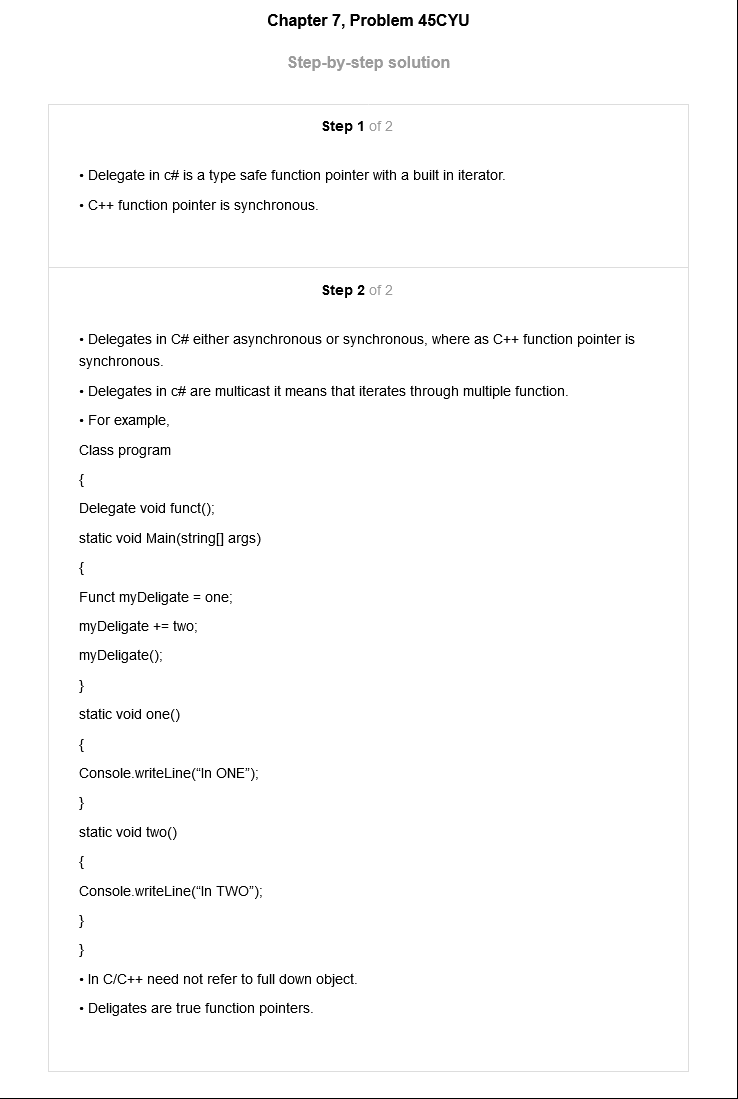 Chapter 7, Problem 45CYU
Step-by-step solution
Step 1 of 2
• Delegate in c# is a type safe function pointer with a built in iterator.
• C++ function pointer is synchronous.
Step 2 of 2
• Delegates in C# either asynchronous or synchronous, where as C++ function pointer is
synchronous.
• Delegates in c# are multicast it means that iterates through multiple function.
• For example,
Class program
{
Delegate void funct();
static void Main(string[] args)
{
Funct myDeligate = one;
myDeligate += two;
myDeligate();
}
static void one()
{
Console.writeLine(“In ONE”);
}
static void two()
{
Console.writeLine(“In TWO”);
}
}
• In C/C++ need not refer to full down object.
• Deligates are true function pointers.